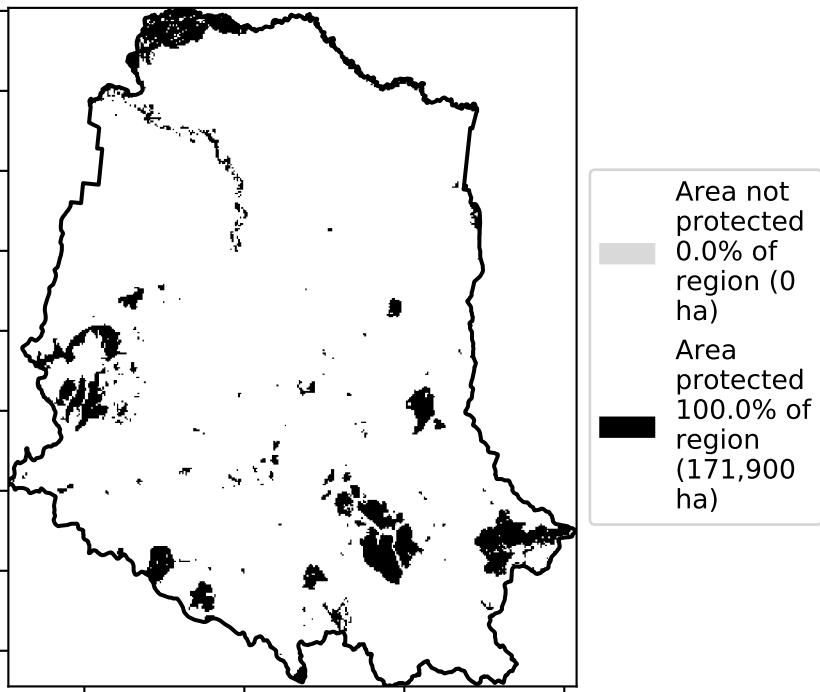 Area not
protected
0.0% of
region (0
ha)
Area
protected
100.0% of
region
(171,900
ha)